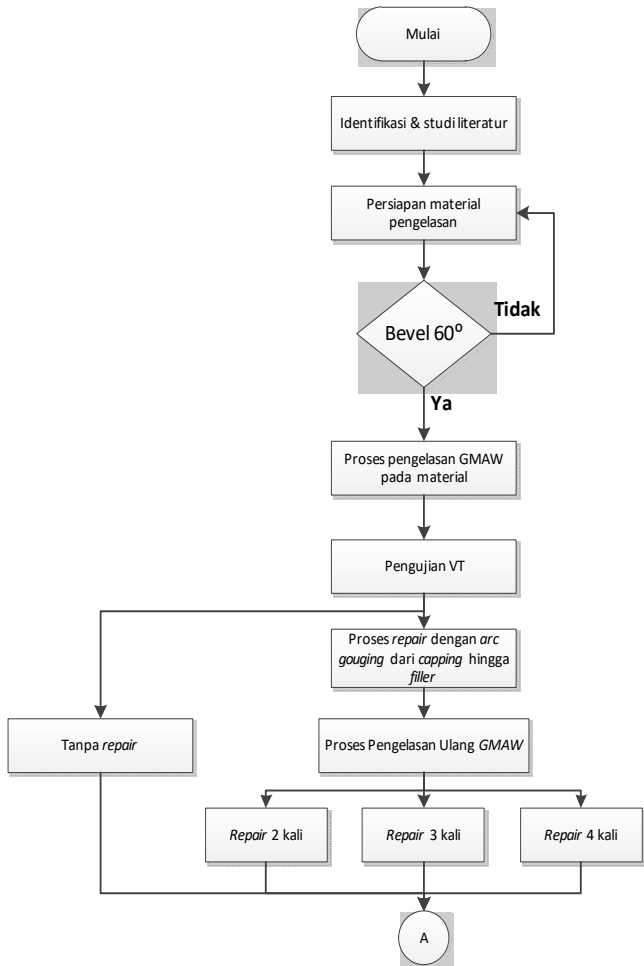 Mulai
Identifikasi & studi literatur
Persiapan material
pengelasan
Bevel 60⁰
Tidak
Ya
Proses pengelasan GMAW
pada material
Pengujian VT
Proses repair dengan arc
gouging dari capping hingga
filler
Tanpa repair
Proses Pengelasan Ulang GMAW
Repair 2 kali
Repair 3 kali
Repair 4 kali
A